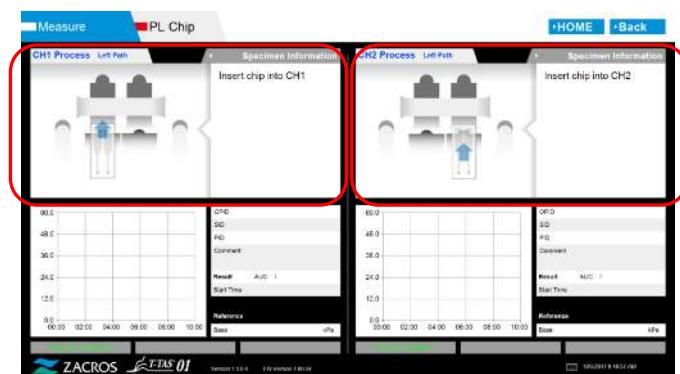 Measure
PL Chip
HOME
Back
CH1 Process Left Path
Specimen Information
Insert chip into CH1
CH2 Process Left Path
Specimen Information
Insert chip into CH2
60.0
48.0
36.0
24.0
12.0
0.0
00:00 02:00 04:00 06:00 08:00 10:00
OPID
SID
PID
Comment
Result AUC :
Start Time
Reference
Base kPa
60.0
48.0
36.0
24.0
12.0
0.0
00:00 02:00 04:00 06:00 08:00 10:00
OPID
SID
PID
Comment
Result AUC :
Start Time
Reference
Base kPa
ZACROS T-TAS 01